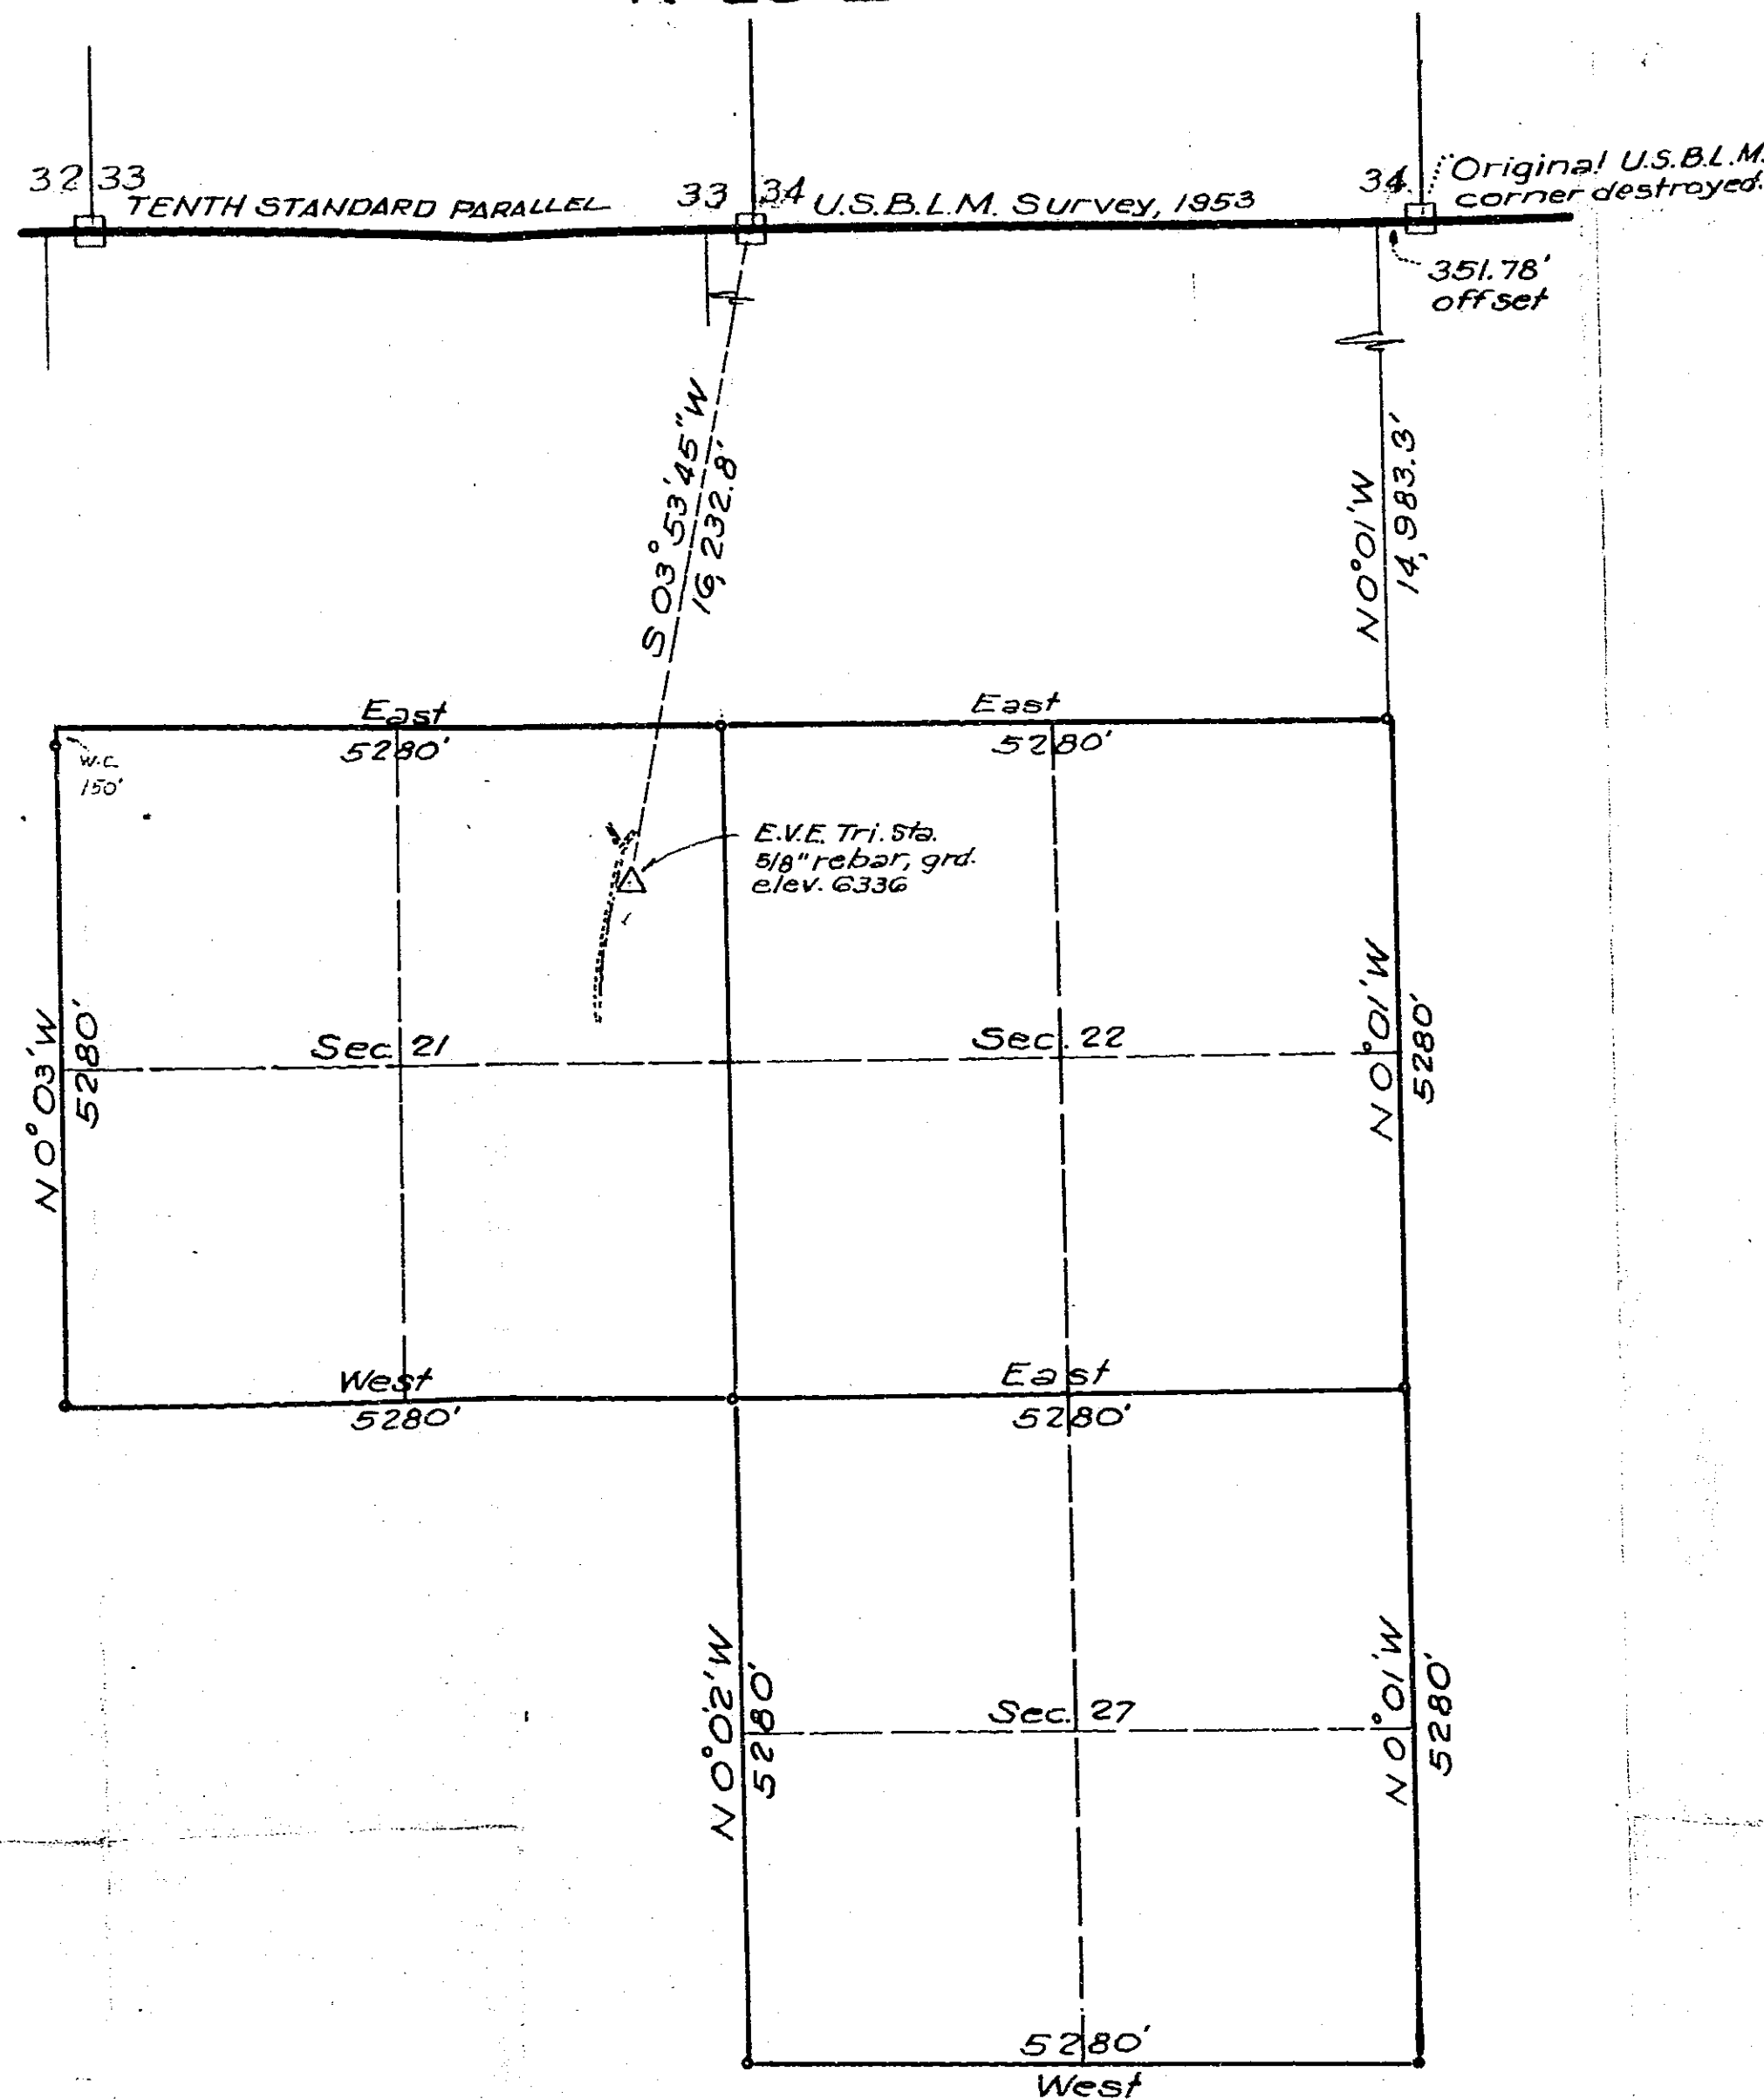 32 33
TENTH STANDARD PARALLEL
33 34
U.S.B.L.M. Survey, 1953
34
Original U.S.B.L.M.
corner destroyed.
351.78'
offset
S 03° 53' 45" W
16,232.8'
N 0° 01' W
14,983.3'
East
5280'
East
5280'
W.C.
150'
E.V.E. Tri. Sta.
5/8" rebar, grd.
elev. 6336
N 0° 03' W
5280'
Sec. 21
Sec. 22
N 0° 01' W
5280'
West
5280'
East
5280'
N 0° 02' W
5280'
Sec. 27
N 0° 01' W
5280'
5280'
West